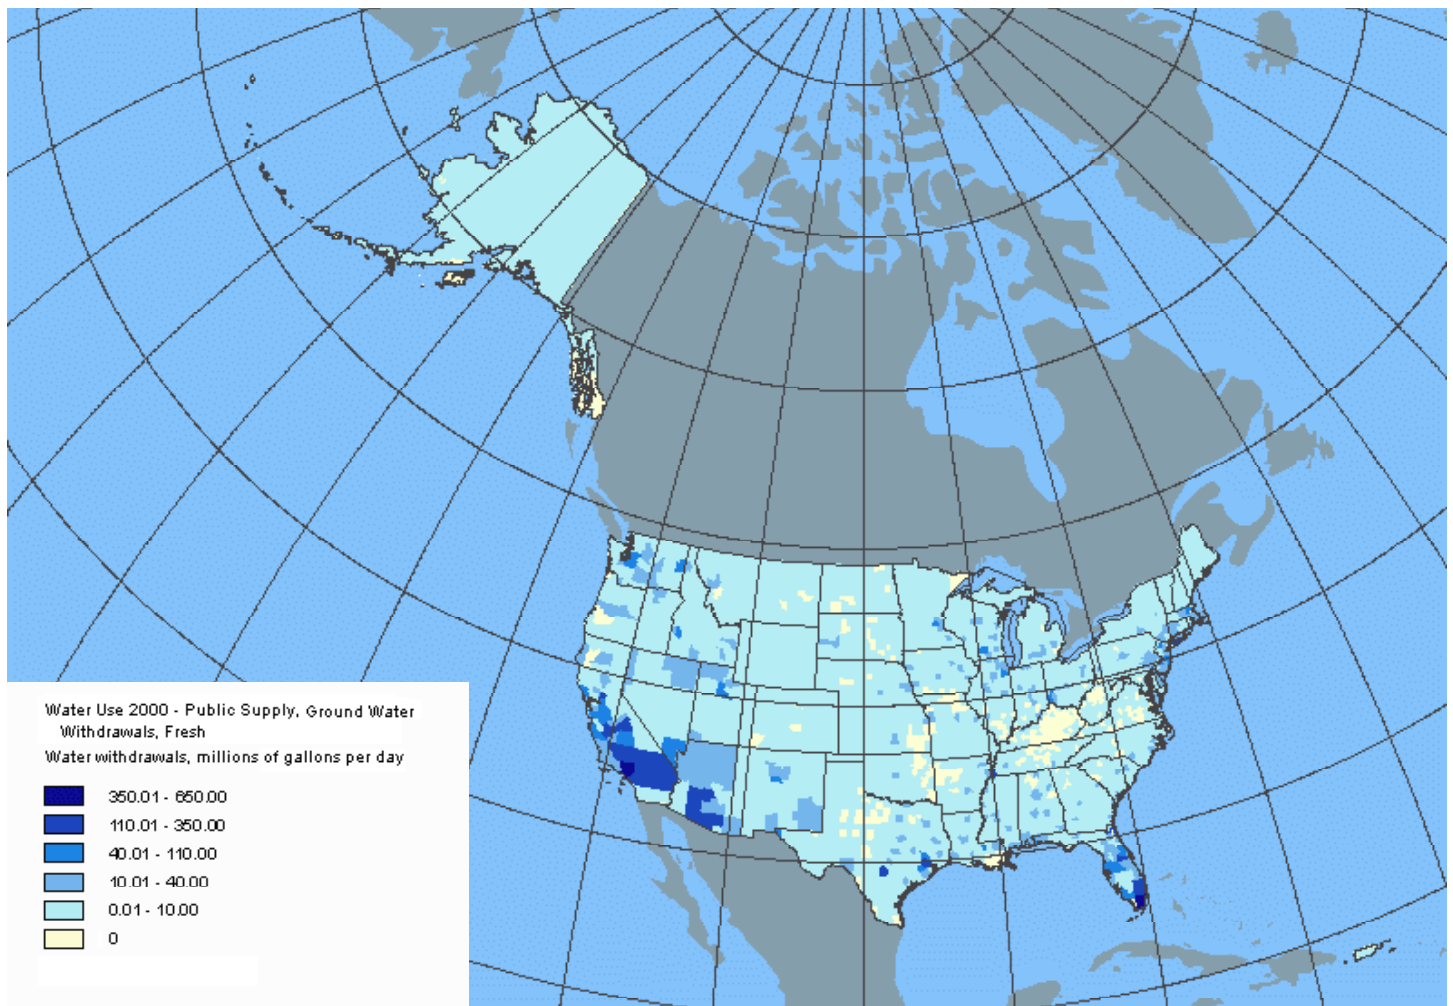 Water Use 2000 - Public Supply, Ground Water
Withdrawals, Fresh
Water withdrawals, millions of gallons per day
350.01 - 650.00
110.01 - 350.00
40.01 - 110.00
10.01 - 40.00
0.01 - 10.00
0